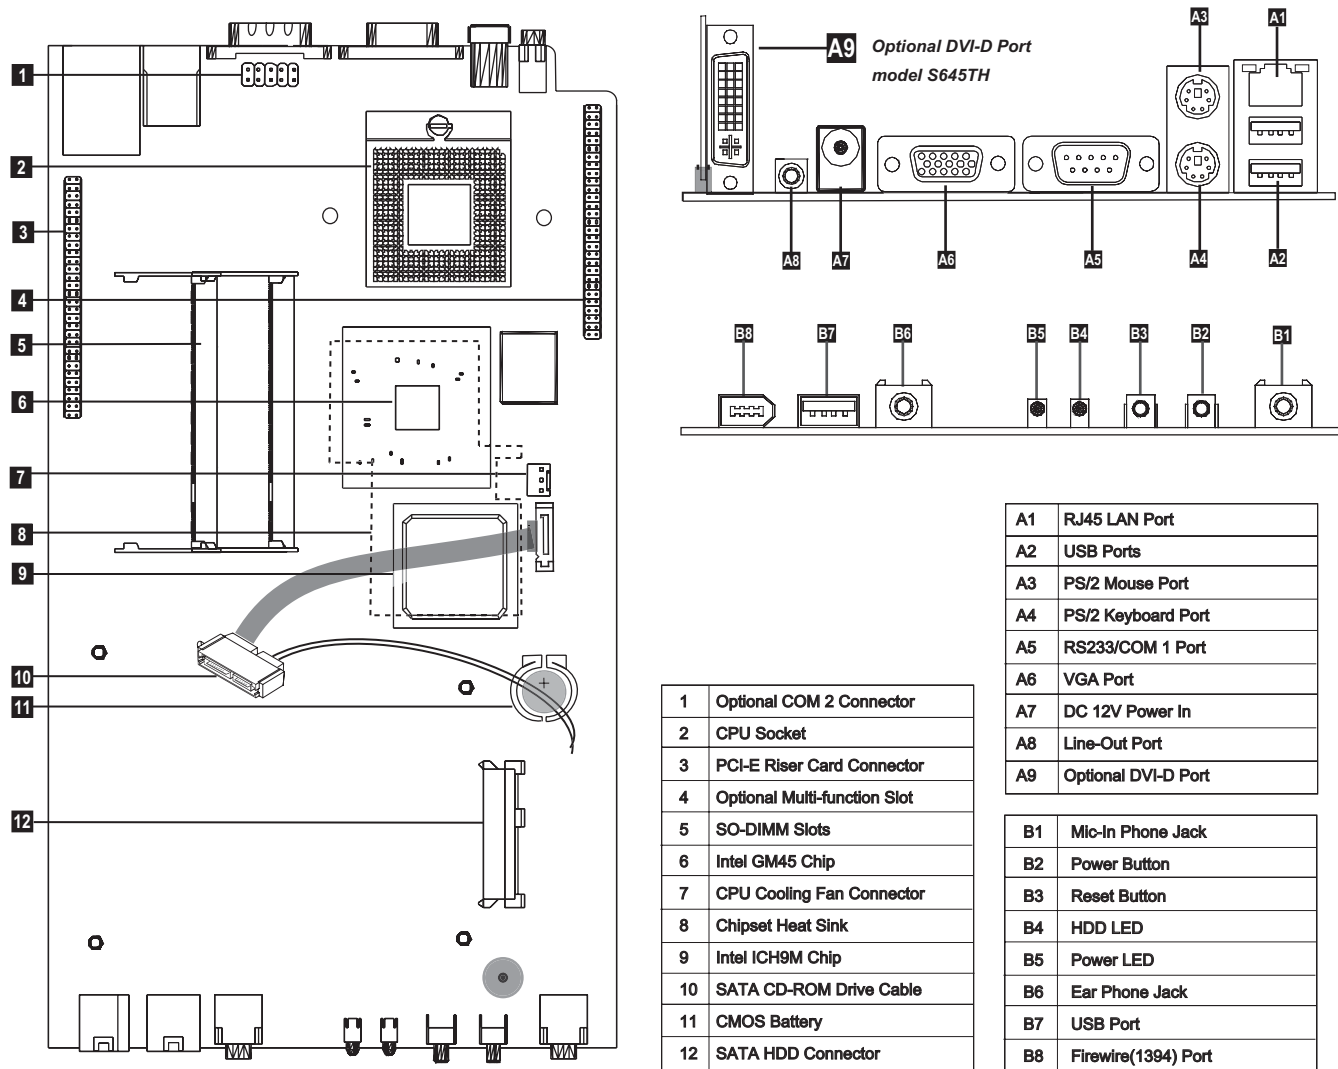 1
2
3
4
5
6
7
8
9
10
11
12
A9 Optional DVI-D Port
model S645TH
A3 A1
A8 A7 A6 A5 A4 A2
B8 B7 B6 B5 B4 B3 B2 B1
1 Optional COM 2 Connector
2 CPU Socket
3 PCI-E Riser Card Connector
4 Optional Multi-function Slot
5 SO-DIMM Slots
6 Intel GM45 Chip
7 CPU Cooling Fan Connector
8 Chipset Heat Sink
9 Intel ICH9M Chip
10 SATA CD-ROM Drive Cable
11 CMOS Battery
12 SATA HDD Connector
A1 RJ45 LAN Port
A2 USB Ports
A3 PS/2 Mouse Port
A4 PS/2 Keyboard Port
A5 RS233/COM 1 Port
A6 VGA Port
A7 DC 12V Power In
A8 Line-Out Port
A9 Optional DVI-D Port
B1 Mic-In Phone Jack
B2 Power Button
B3 Reset Button
B4 HDD LED
B5 Power LED
B6 Ear Phone Jack
B7 USB Port
B8 Firewire(1394) Port